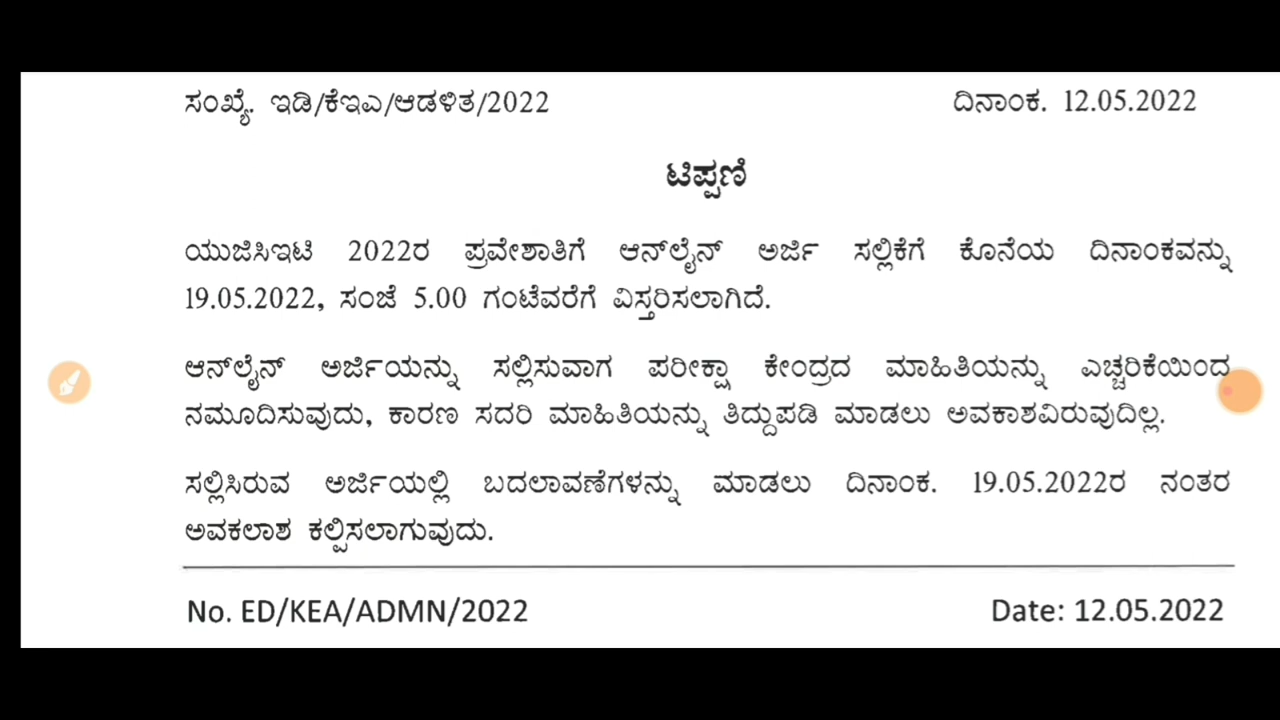 ಸಂಖ್ಯೆ. ಇಡಿ/ಕೆಇಎ/ಆಡಳಿತ/2022 ದಿನಾಂಕ. 12.05.2022
ಟಿಪ್ಪಣಿ
ಯುಜಿಸಿಇಟಿ 2022ರ ಪ್ರವೇಶಾತಿಗೆ ಆನ್‌ಲೈನ್ ಅರ್ಜಿ ಸಲ್ಲಿಕೆಗೆ ಕೊನೆಯ ದಿನಾಂಕವನ್ನು
19.05.2022, ಸಂಜೆ 5.00 ಗಂಟೆವರೆಗೆ ವಿಸ್ತರಿಸಲಾಗಿದೆ.
ಆನ್‌ಲೈನ್ ಅರ್ಜಿಯನ್ನು ಸಲ್ಲಿಸುವಾಗ ಪರೀಕ್ಷಾ ಕೇಂದ್ರದ ಮಾಹಿತಿಯನ್ನು ಎಚ್ಚರಿಕೆಯಿಂದ
ನಮೂದಿಸುವುದು, ಕಾರಣ ಸದರಿ ಮಾಹಿತಿಯನ್ನು ತಿದ್ದುಪಡಿ ಮಾಡಲು ಅವಕಾಶವಿರುವುದಿಲ್ಲ.
ಸಲ್ಲಿಸಿರುವ ಅರ್ಜಿಯಲ್ಲಿ ಬದಲಾವಣೆಗಳನ್ನು ಮಾಡಲು ದಿನಾಂಕ. 19.05.2022ರ ನಂತರ
ಅವಕಲಾಶ ಕಲ್ಪಿಸಲಾಗುವುದು.
No. ED/KEA/ADMN/2022 Date: 12.05.2022